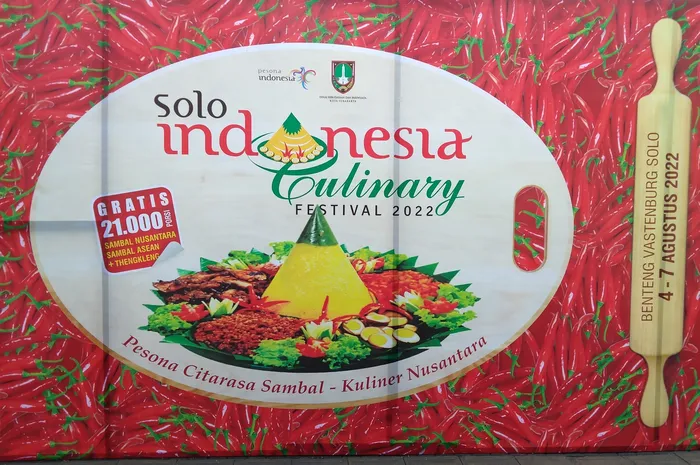 pesona
indonesia
Solo
indonesia
Culinary
FESTIVAL 2022
GRATIS
21.000 PORSI
SAMBAL NUSANTARA
SAMBAL ASEAN
+ THENGKLENG
Pesona Citarasa Sambal - Kuliner Nusantara
BENTENG VASTENBURG SOLO
4 - 7 AGUSTUS 2022